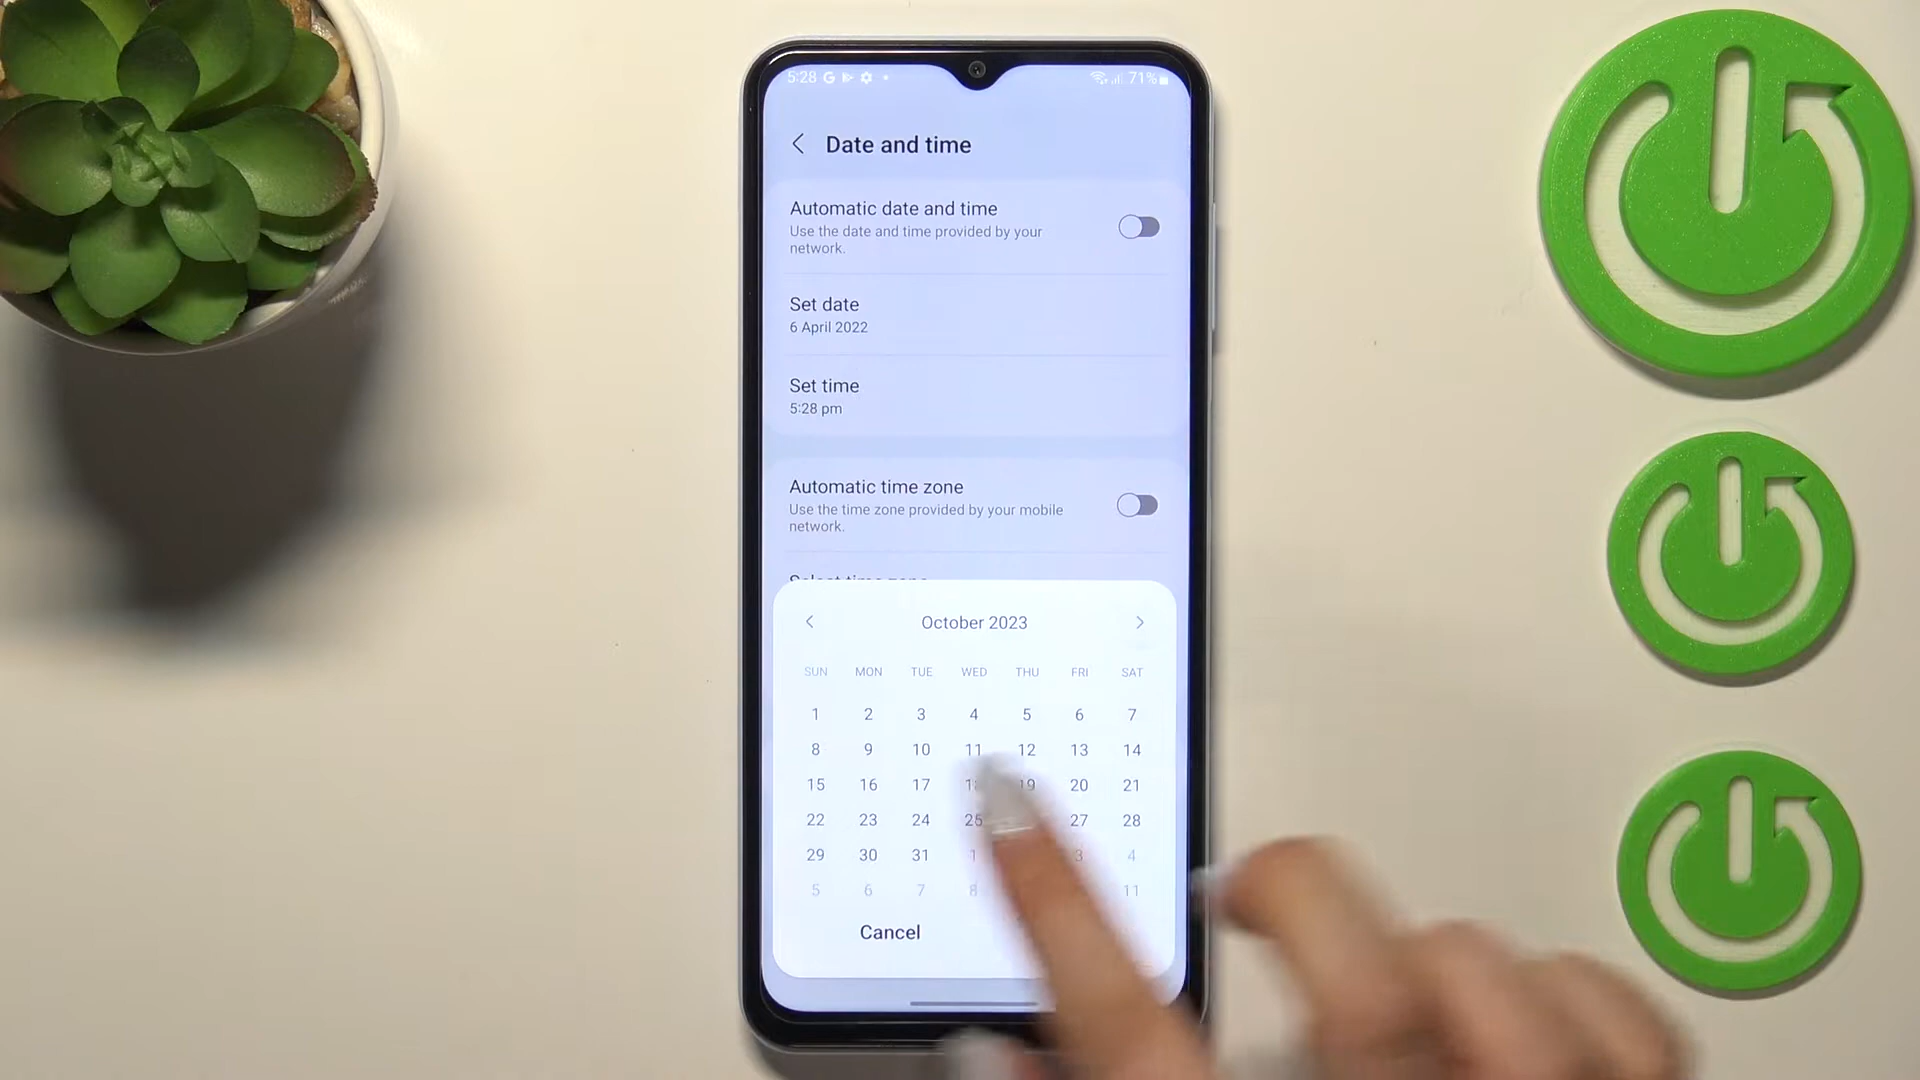 5:28 71%
Date and time
Automatic date and time
Use the date and time provided by your
network.
Set date
6 April 2022
Set time
5:28 pm
Automatic time zone
Use the time zone provided by your mobile
network.
Select time zone
October 2023
SUN MON TUE WED THU FRI SAT
1 2 3 4 5 6 7
8 9 10 11 12 13 14
15 16 17 18 19 20 21
22 23 24 25 27 28
29 30 31 1 3 4
5 6 7 8 11
Cancel